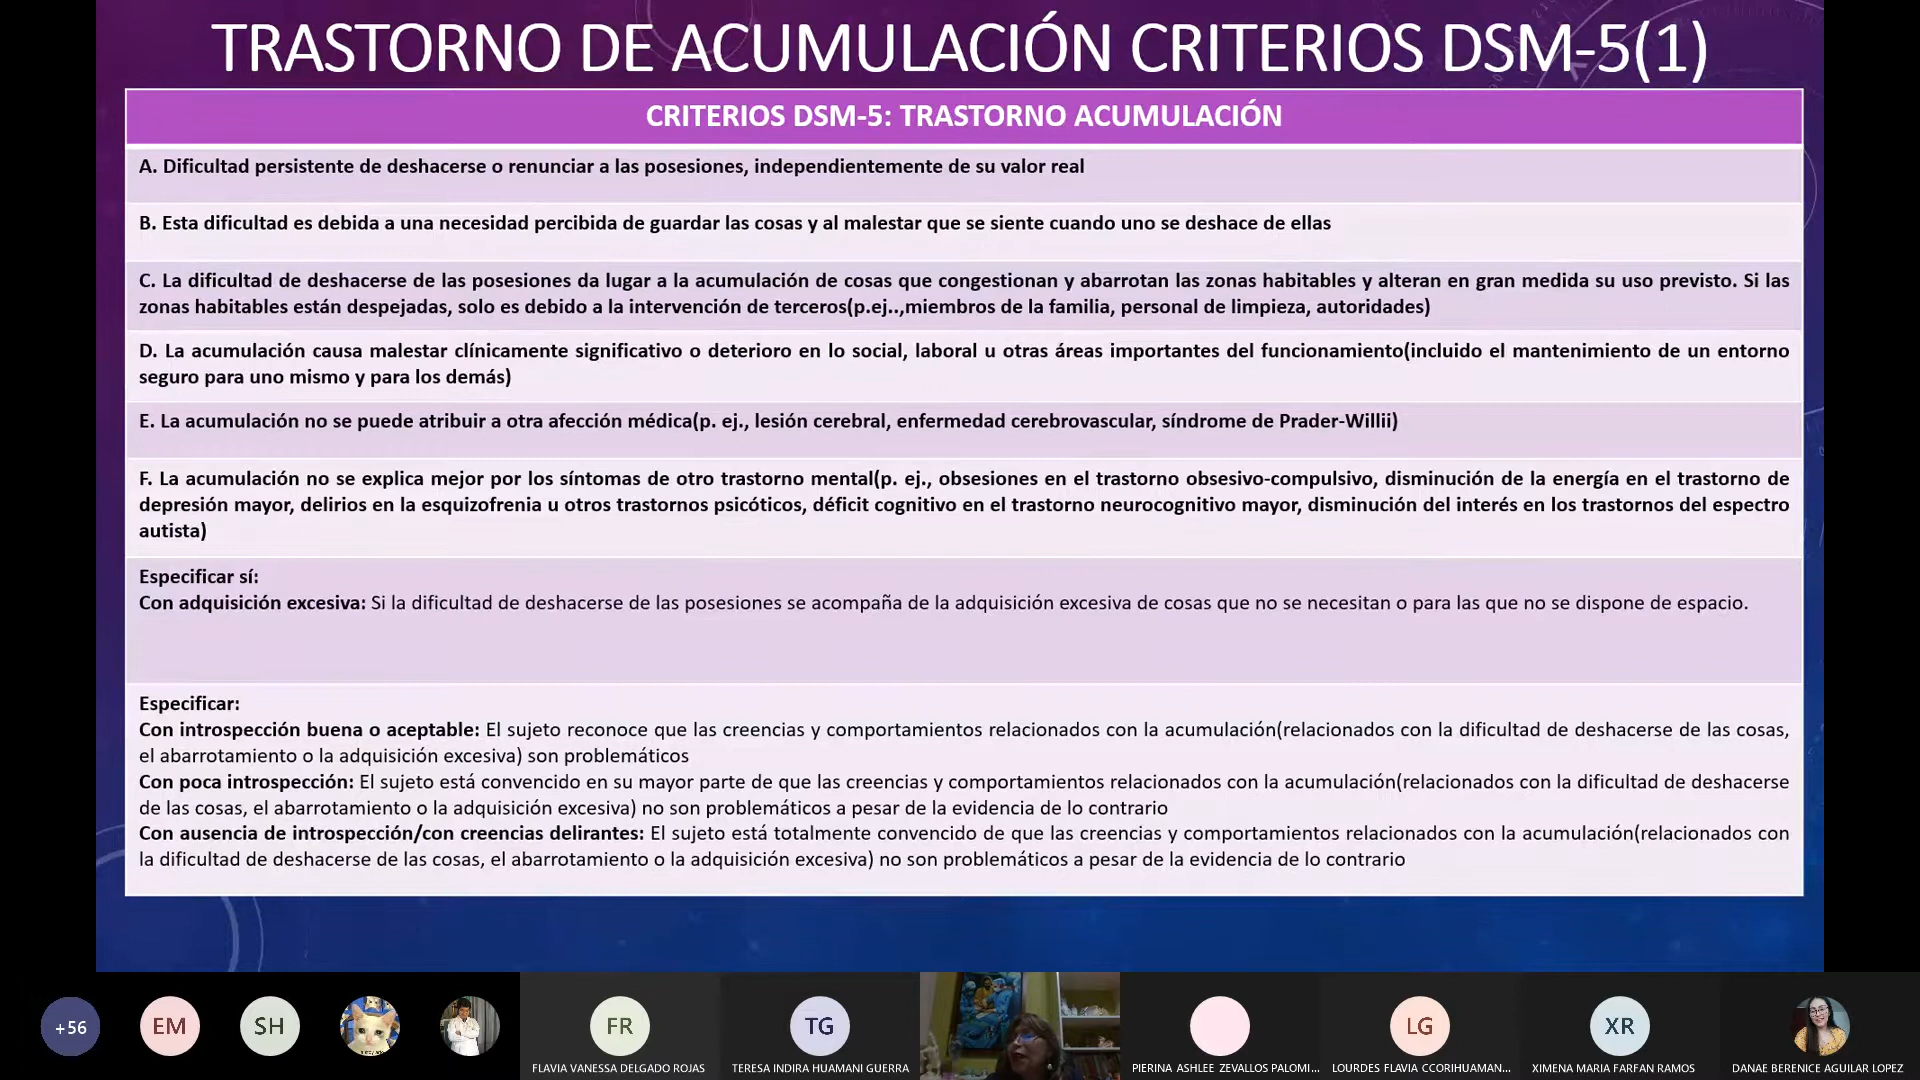 TRASTORNO DE ACUMULACIÓN CRITERIOS DSM-5(1)
CRITERIOS DSM-5: TRASTORNO ACUMULACIÓN
A. Dificultad persistente de deshacerse o renunciar a las posesiones, independientemente de su valor real
B. Esta dificultad es debida a una necesidad percibida de guardar las cosas y al malestar que se siente cuando uno se deshace de ellas
C. La dificultad de deshacerse de las posesiones da lugar a la acumulación de cosas que congestionan y abarrotan las zonas habitables y alteran en gran medida su uso previsto. Si las
zonas habitables están despejadas, solo es debido a la intervención de terceros(p.ej..,miembros de la familia, personal de limpieza, autoridades)
D. La acumulación causa malestar clínicamente significativo o deterioro en lo social, laboral u otras áreas importantes del funcionamiento(incluido el mantenimiento de un entorno
seguro para uno mismo y para los demás)
E. La acumulación no se puede atribuir a otra afección médica(p. ej., lesión cerebral, enfermedad cerebrovascular, síndrome de Prader-Willii)
F. La acumulación no se explica mejor por los síntomas de otro trastorno mental(p. ej., obsesiones en el trastorno obsesivo-compulsivo, disminución de la energía en el trastorno de
depresión mayor, delirios en la esquizofrenia u otros trastornos psicóticos, déficit cognitivo en el trastorno neurocognitivo mayor, disminución del interés en los trastornos del espectro
autista)
Especificar sí:
Con adquisición excesiva: Si la dificultad de deshacerse de las posesiones se acompaña de la adquisición excesiva de cosas que no se necesitan o para las que no se dispone de espacio.
Especificar:
Con introspección buena o aceptable: El sujeto reconoce que las creencias y comportamientos relacionados con la acumulación(relacionados con la dificultad de deshacerse de las cosas,
el abarrotamiento o la adquisición excesiva) son problemáticos
Con poca introspección: El sujeto está convencido en su mayor parte de que las creencias y comportamientos relacionados con la acumulación(relacionados con la dificultad de deshacerse
de las cosas, el abarrotamiento o la adquisición excesiva) no son problemáticos a pesar de la evidencia de lo contrario
Con ausencia de introspección/con creencias delirantes: El sujeto está totalmente convencido de que las creencias y comportamientos relacionados con la acumulación(relacionados con
la dificultad de deshacerse de las cosas, el abarrotamiento o la adquisición excesiva) no son problemáticos a pesar de la evidencia de lo contrario
+56
EM
SH
FR
TG
LG
XR
FLAVIA VANESSA DELGADO ROJAS
TERESA INDIRA HUAMANI GUERRA
PIERINA ASHLEE ZEVALLOS PALOMI...
LOURDES FLAVIA CCORIHUAMAN...
XIMENA MARIA FARFAN RAMOS
DANAE BERENICE AGUILAR LOPEZ